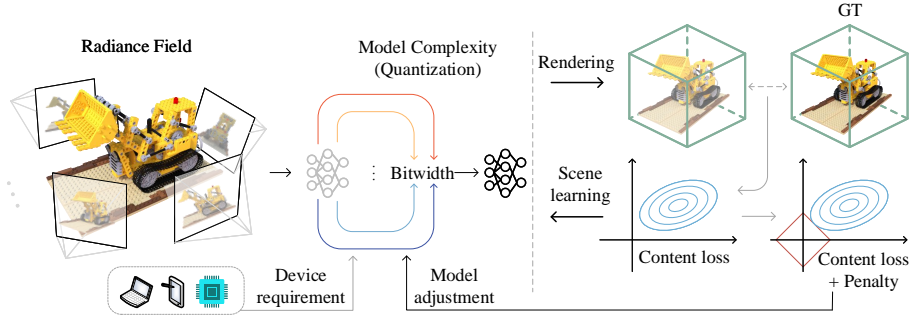 Radiance Field
Model Complexity
(Quantization)
Bitwidth
Rendering
GT
Scene
learning
Content loss
Content loss
+ Penalty
Device
requirement
Model
adjustment